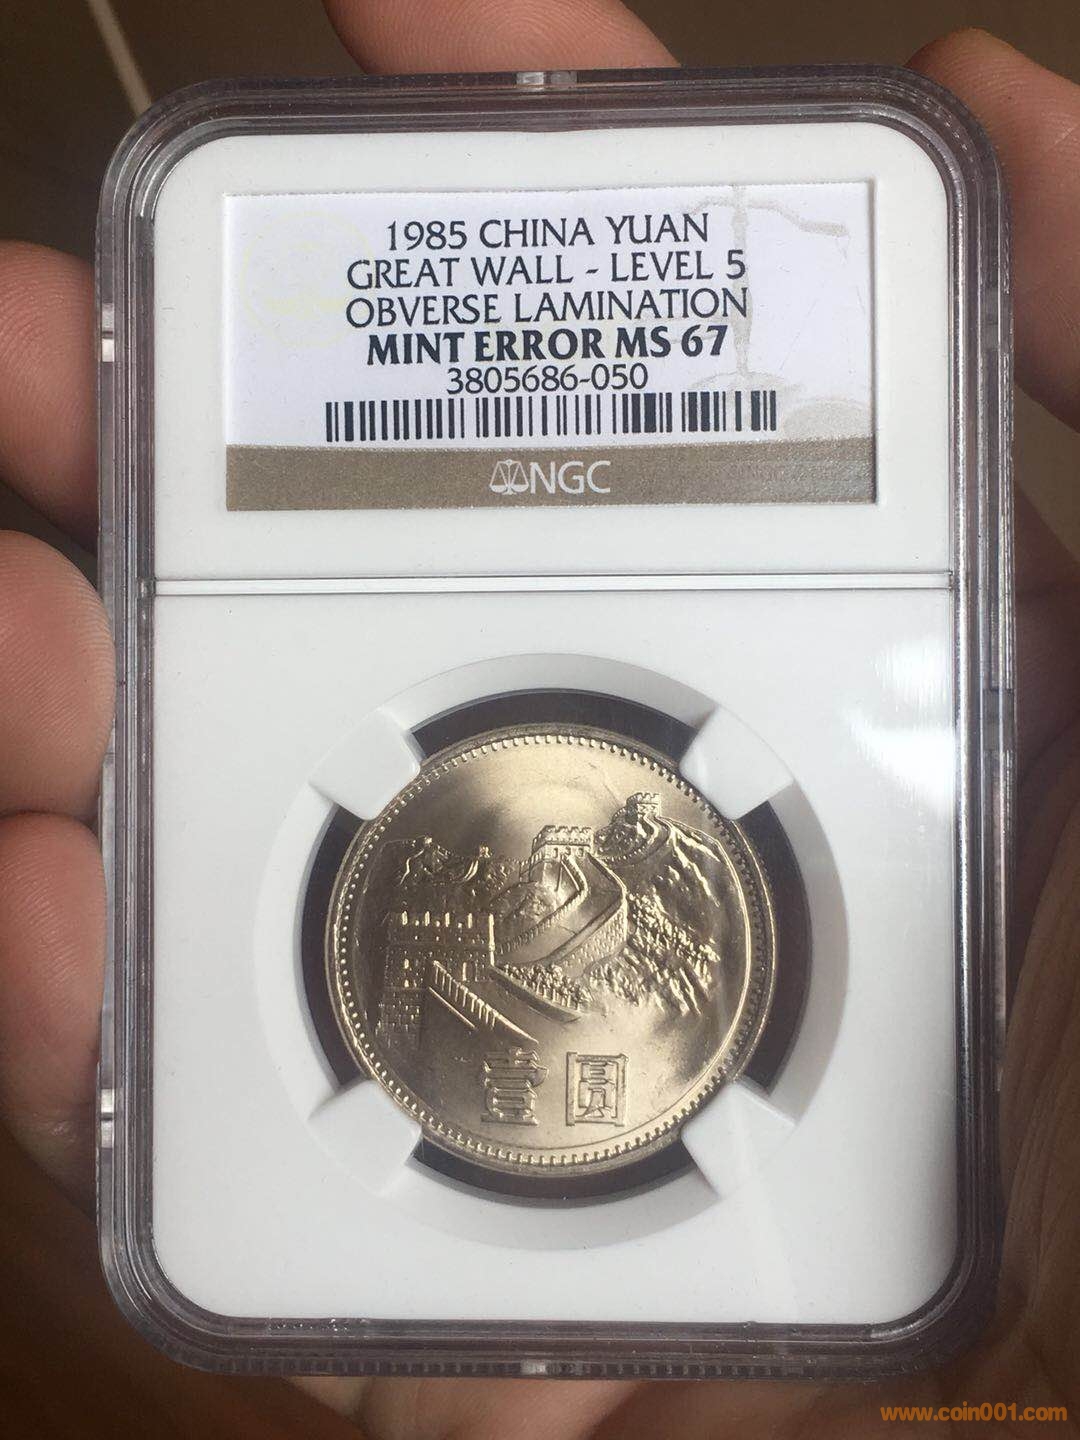 1985 CHINA YUAN
GREAT WALL - LEVEL 5
OBVERSE LAMINATION
MINT ERROR MS 67
3805686-050
NGC
壹圆
www.coin001.com